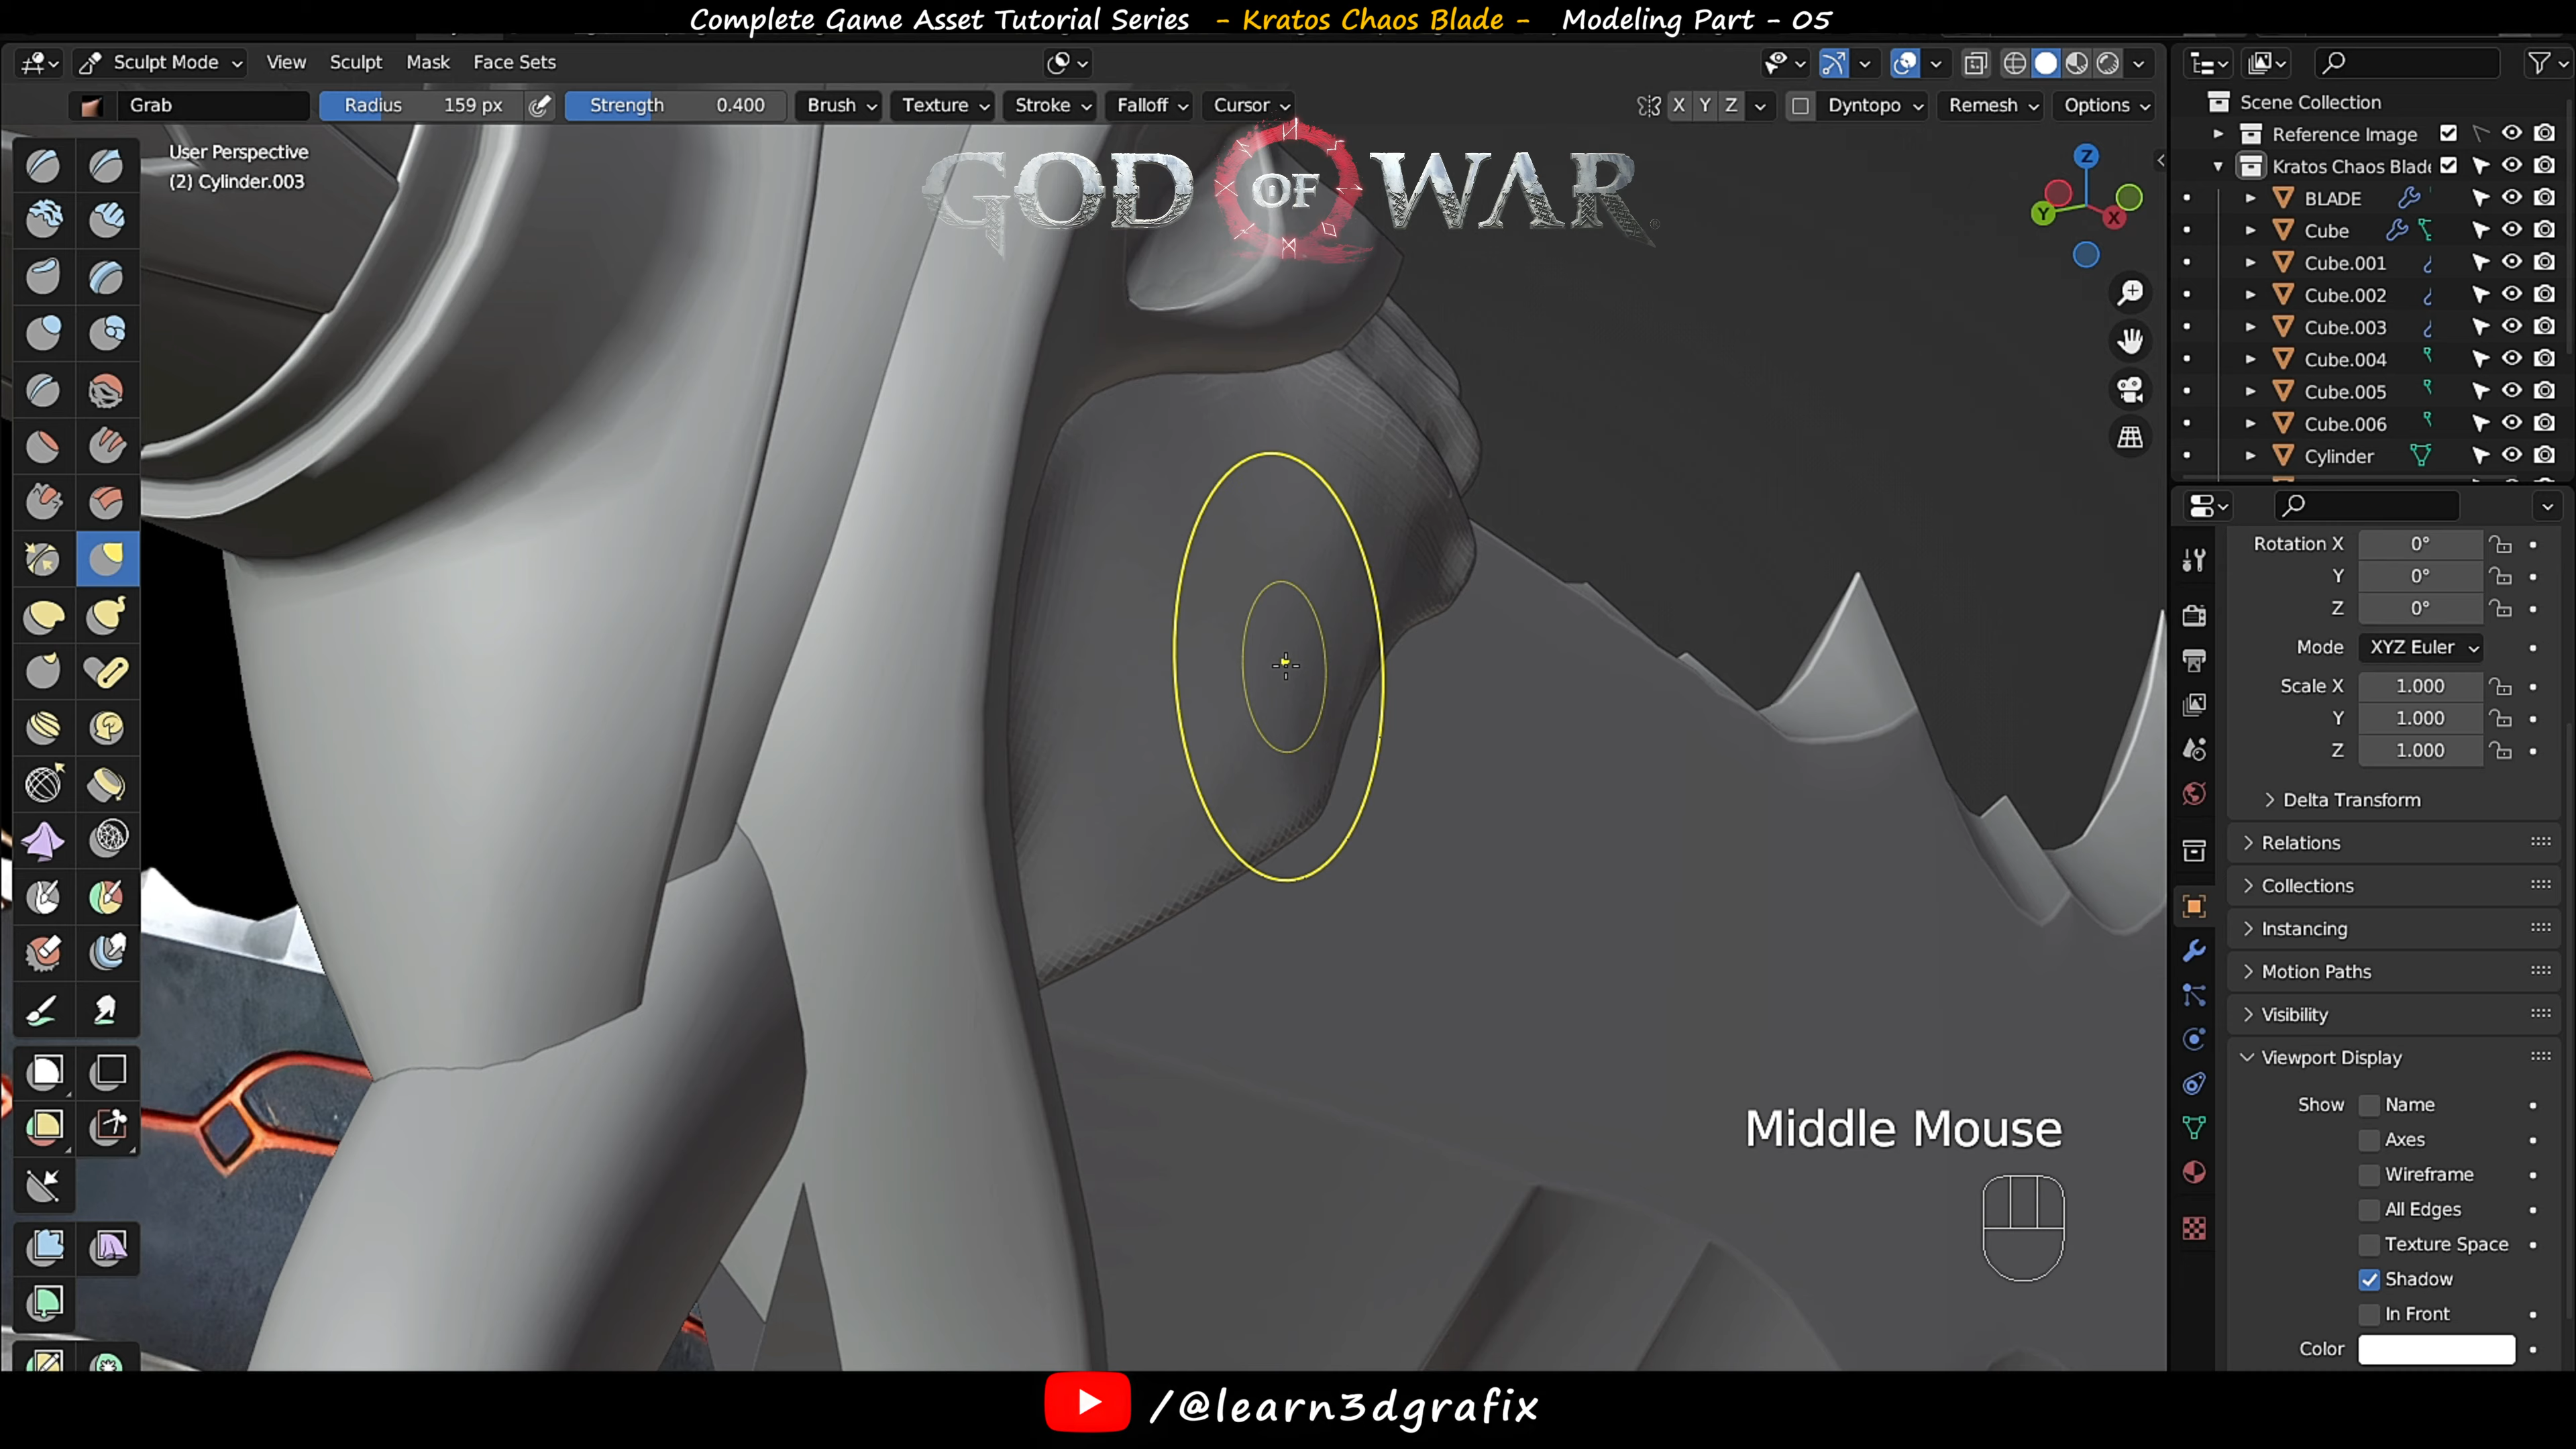 Complete Game Asset Tutorial Series - Kratos Chaos Blade - Modeling Part - 05
Sculpt Mode View Sculpt Mask Face Sets
Grab Radius 159 px Strength 0.400 Brush Texture Stroke Falloff Cursor X Y Z Dyntopo Remesh Options
User Perspective
(2) Cylinder.003
GOD OF WAR
Z
Y
X
Scene Collection
Reference Image
Kratos Chaos Blade
BLADE
Cube
Cube.001
Cube.002
Cube.003
Cube.004
Cube.005
Cube.006
Cylinder
Rotation X 0°
Y 0°
Z 0°
Mode XYZ Euler
Scale X 1.000
Y 1.000
Z 1.000
Delta Transform
Relations
Collections
Instancing
Motion Paths
Visibility
Viewport Display
Show Name
Axes
Wireframe
All Edges
Texture Space
Shadow
In Front
Color
Middle Mouse
/@learn3dgrafix